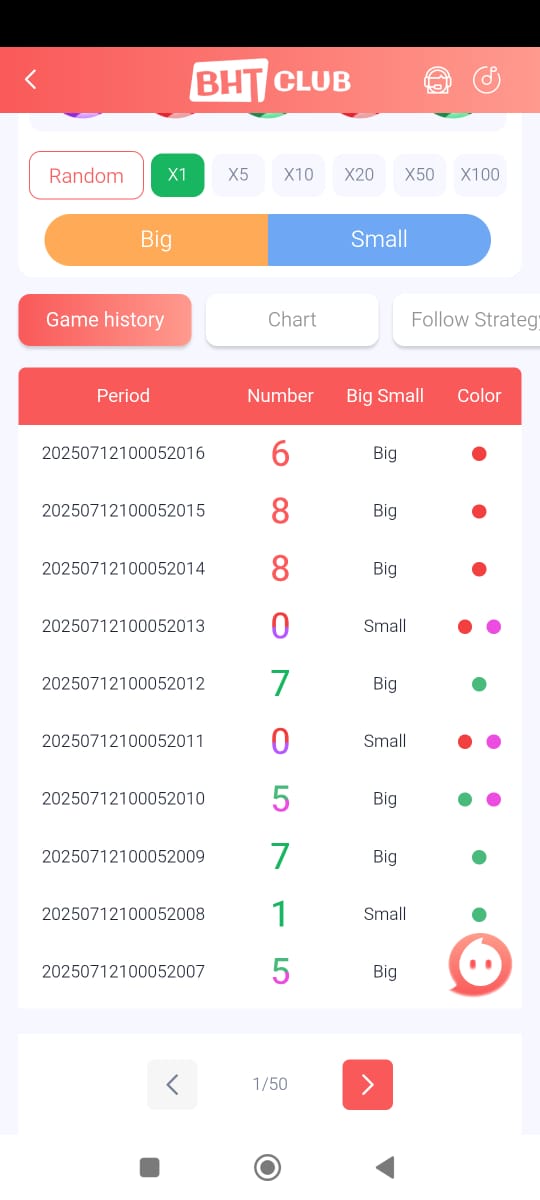 BHT CLUB
Random X1 X5 X10 X20 X50 X100
Big Small
Game history Chart Follow Strategy
Period Number Big Small Color
20250712100052016 6 Big
20250712100052015 8 Big
20250712100052014 8 Big
20250712100052013 0 Small
20250712100052012 7 Big
20250712100052011 0 Small
20250712100052010 5 Big
20250712100052009 7 Big
20250712100052008 1 Small
20250712100052007 5 Big
1/50